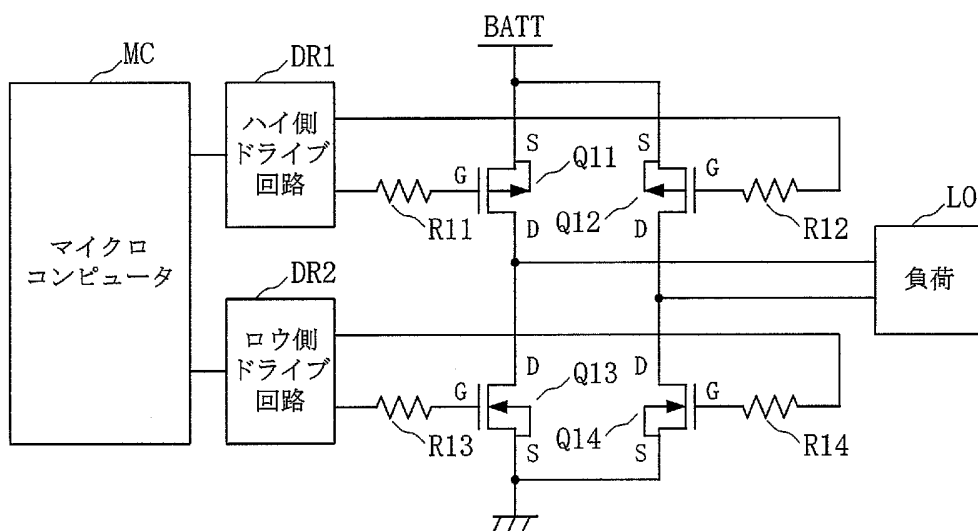 BATT
MC
DR1
ハイ側
ドライブ
回路
S
S
G
Q11
G
R11
D
Q12
D
R12
LO
マイクロ
コンピュータ
負荷
DR2
ロウ側
ドライブ
回路
D
D
G
Q13
G
R13
S
Q14
S
R14